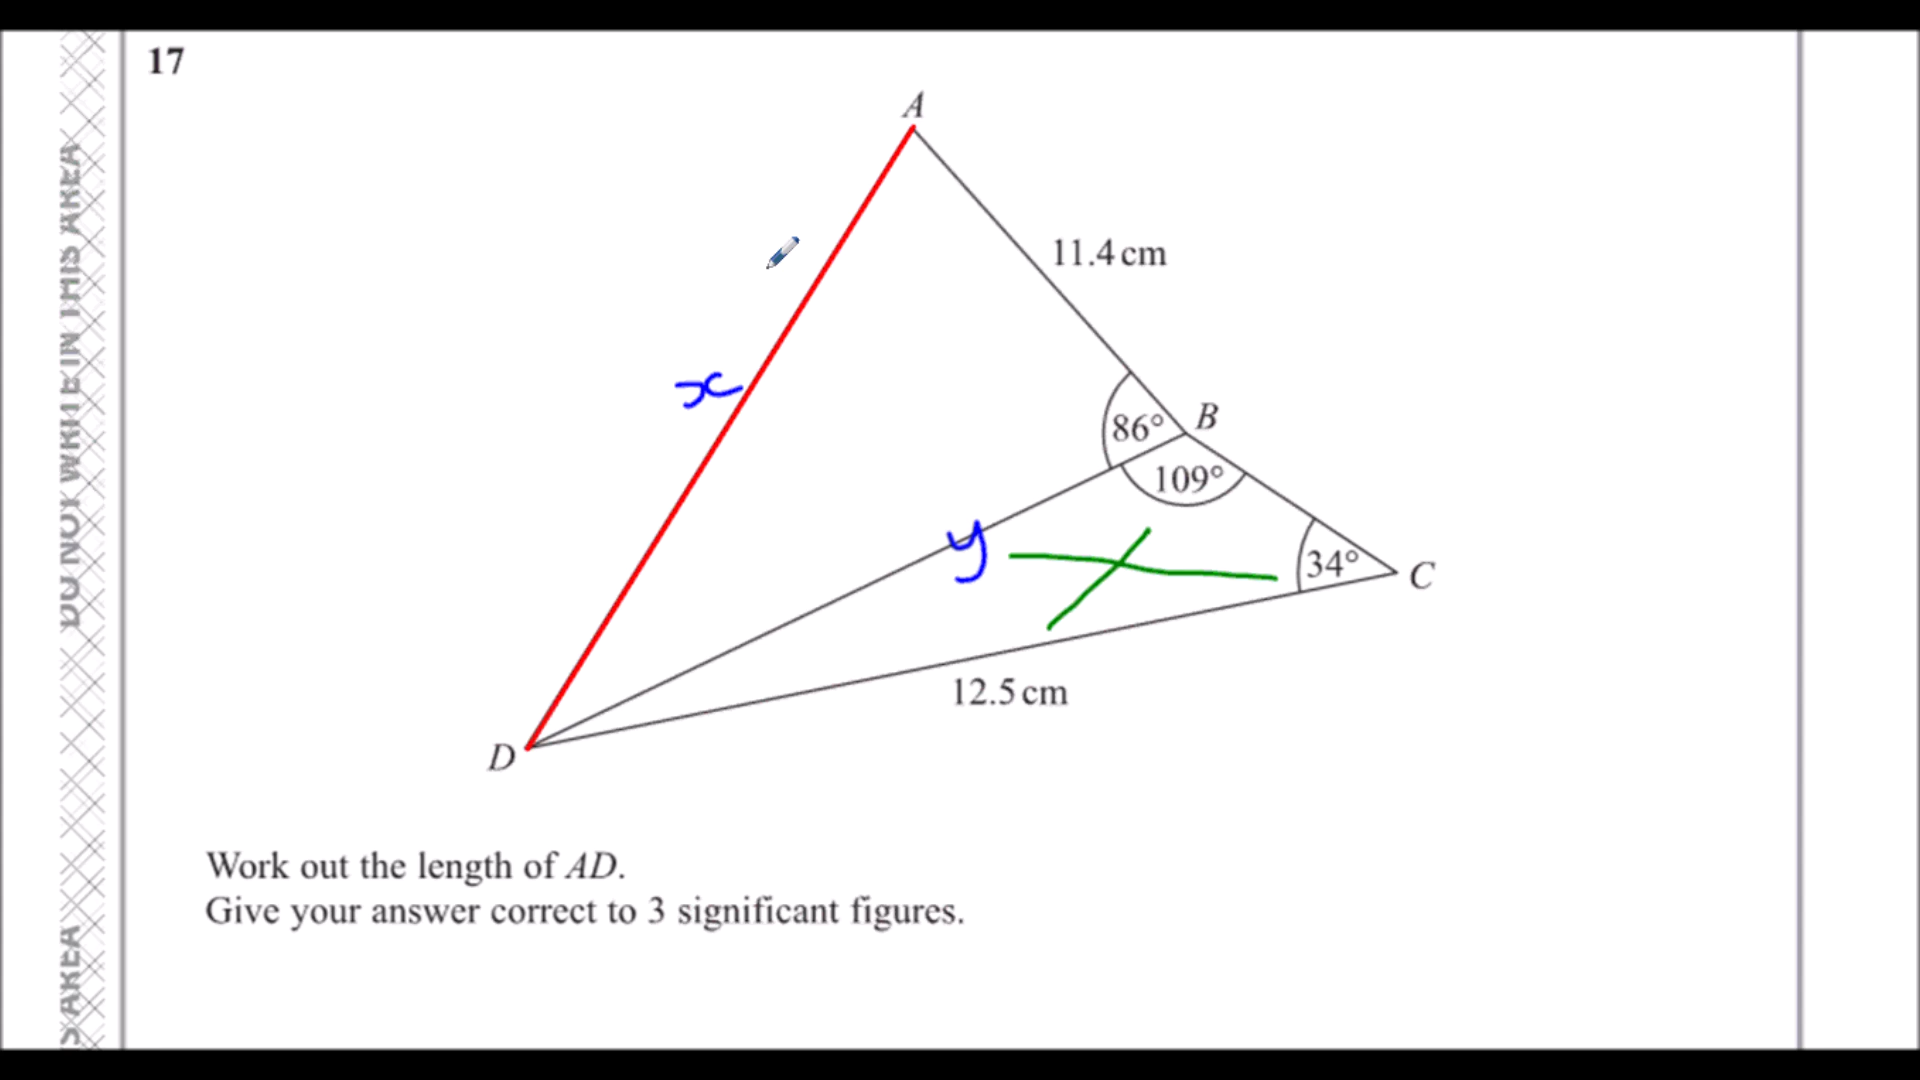 17
A
11.4 cm
x
86°
B
109°
y
34°
C
12.5 cm
D
Work out the length of AD.
Give your answer correct to 3 significant figures.
DO NOT WRITE IN THIS AREA
S AREA